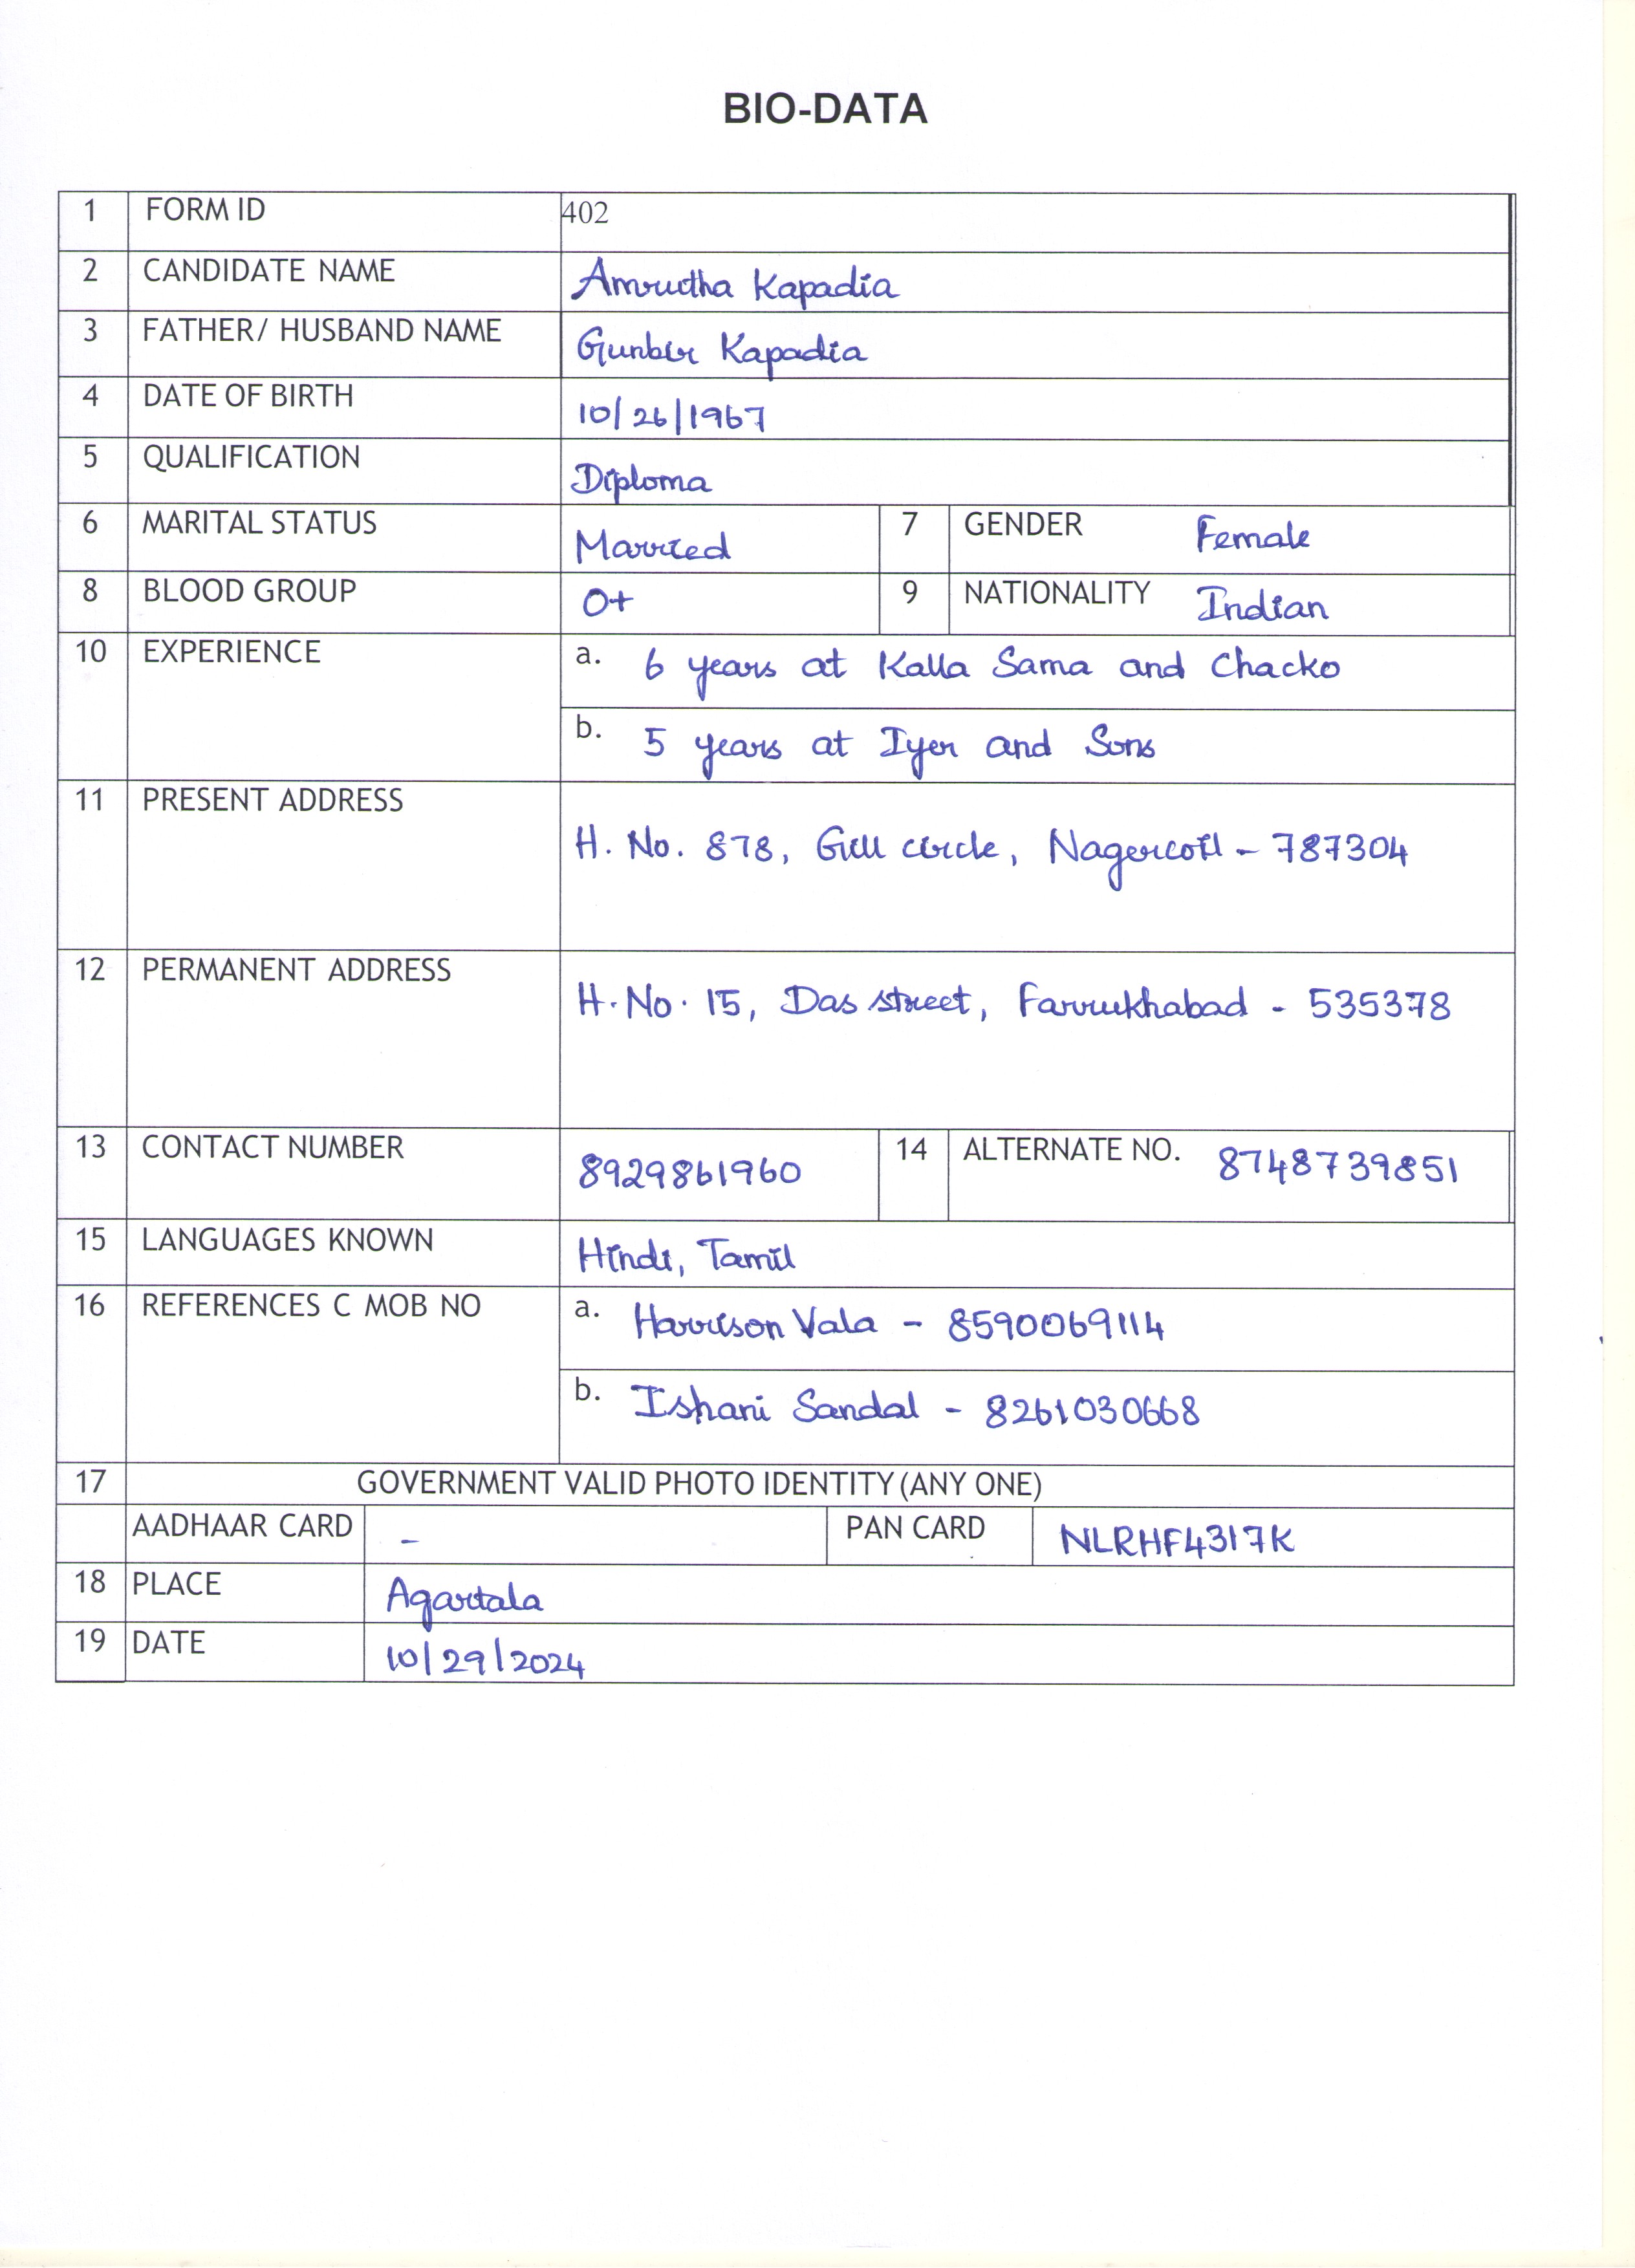 BIO-DATA
1 FORM ID 402
2 CANDIDATE NAME Amrutha Kapadia
3 FATHER/ HUSBAND NAME Gunbir Kapadia
4 DATE OF BIRTH 10/26/1967
5 QUALIFICATION Diploma
6 MARITAL STATUS Married 7 GENDER Female
8 BLOOD GROUP O+ 9 NATIONALITY Indian
10 EXPERIENCE a. 6 years at Kalla Sama and Chacko
b. 5 years at Iyer and Sons
11 PRESENT ADDRESS
H. No. 878, Gill circle, Nagercoil - 787304
12 PERMANENT ADDRESS
H. No. 15, Das street, Farrukhabad - 535378
13 CONTACT NUMBER 8929861960 14 ALTERNATE NO. 8748739851
15 LANGUAGES KNOWN Hindi, Tamil
16 REFERENCES C MOB NO a. Harrison Vala - 8590069114
b. Ishani Sandal - 8261030668
17 GOVERNMENT VALID PHOTO IDENTITY (ANY ONE)
AADHAAR CARD - PAN CARD NLRHF4317K
18 PLACE Agartala
19 DATE 10/29/2024